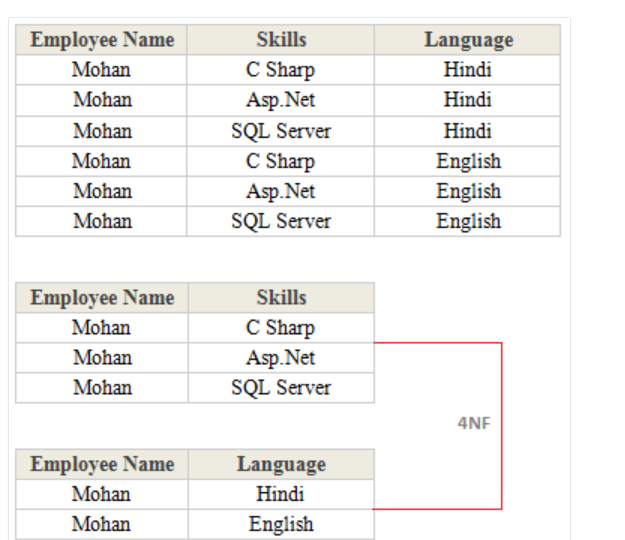 Employee Name Skills Language
Mohan C Sharp Hindi
Mohan Asp.Net Hindi
Mohan SQL Server Hindi
Mohan C Sharp English
Mohan Asp.Net English
Mohan SQL Server English
Employee Name Skills
Mohan C Sharp
Mohan Asp.Net
Mohan SQL Server
4NF
Employee Name Language
Mohan Hindi
Mohan English